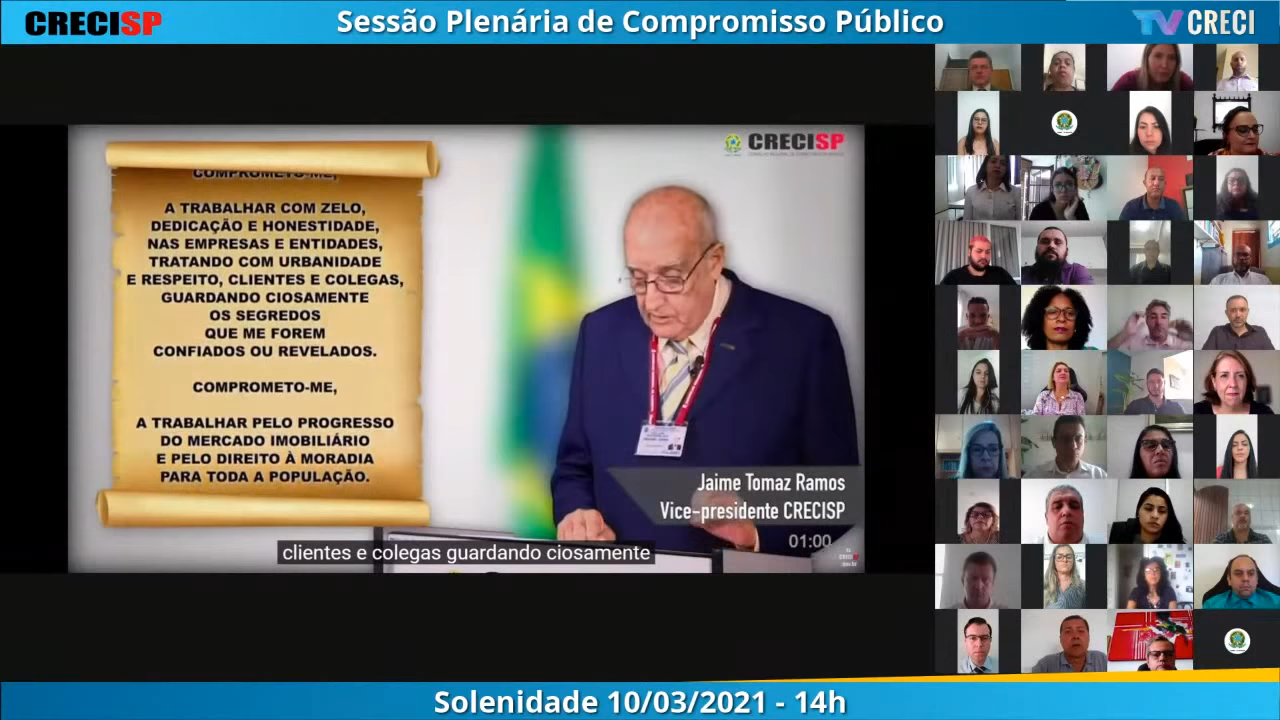 CRECISP
Sessão Plenária de Compromisso Público
TV CRECI
CRECISP
COMPROMETO-ME,
A TRABALHAR COM ZELO,
DEDICAÇÃO E HONESTIDADE,
NAS EMPRESAS E ENTIDADES,
TRATANDO COM URBANIDADE
E RESPEITO, CLIENTES E COLEGAS,
GUARDANDO CIOSAMENTE
OS SEGREDOS
QUE ME FOREM
CONFIADOS OU REVELADOS.
COMPROMETO-ME,
A TRABALHAR PELO PROGRESSO
DO MERCADO IMOBILIÁRIO
E PELO DIREITO À MORADIA
PARA TODA A POPULAÇÃO.
Jaime Tomaz Ramos
Vice-presidente CRECISP
01:00
clientes e colegas guardando ciosamente
Solenidade 10/03/2021 - 14h